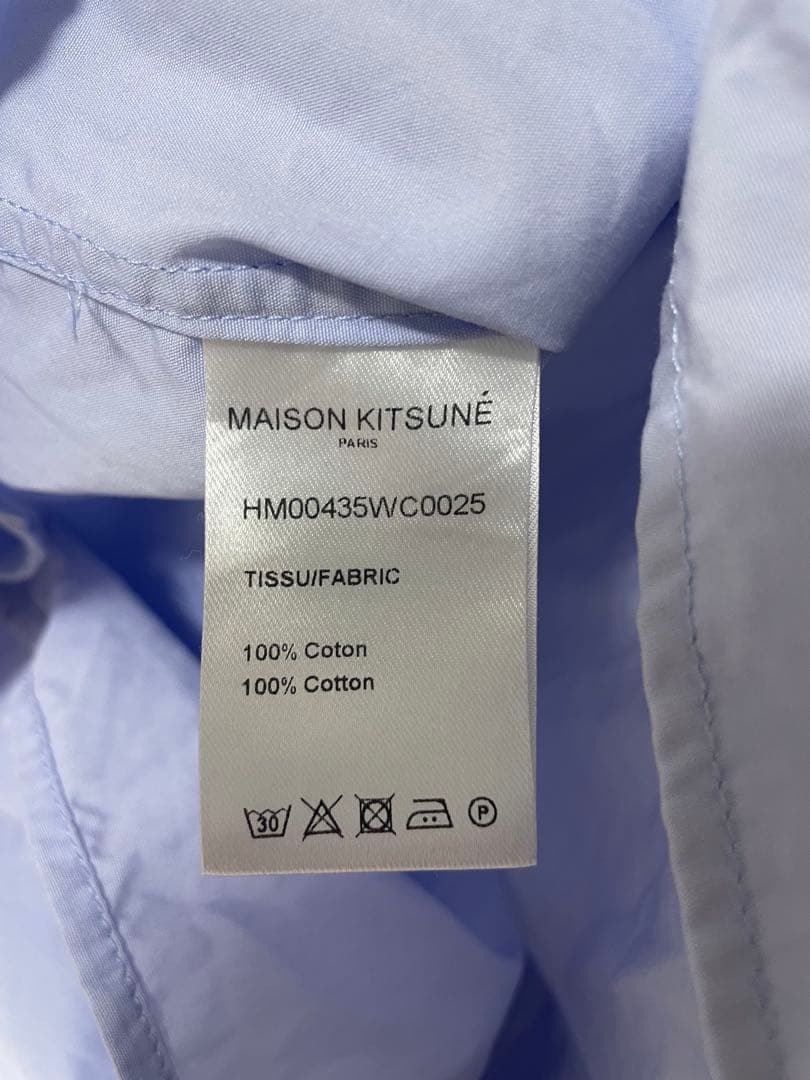 MAISON KITSUNÉ
PARIS
HM00435WC0025
TISSU/FABRIC
100% Coton
100% Cotton
30 P